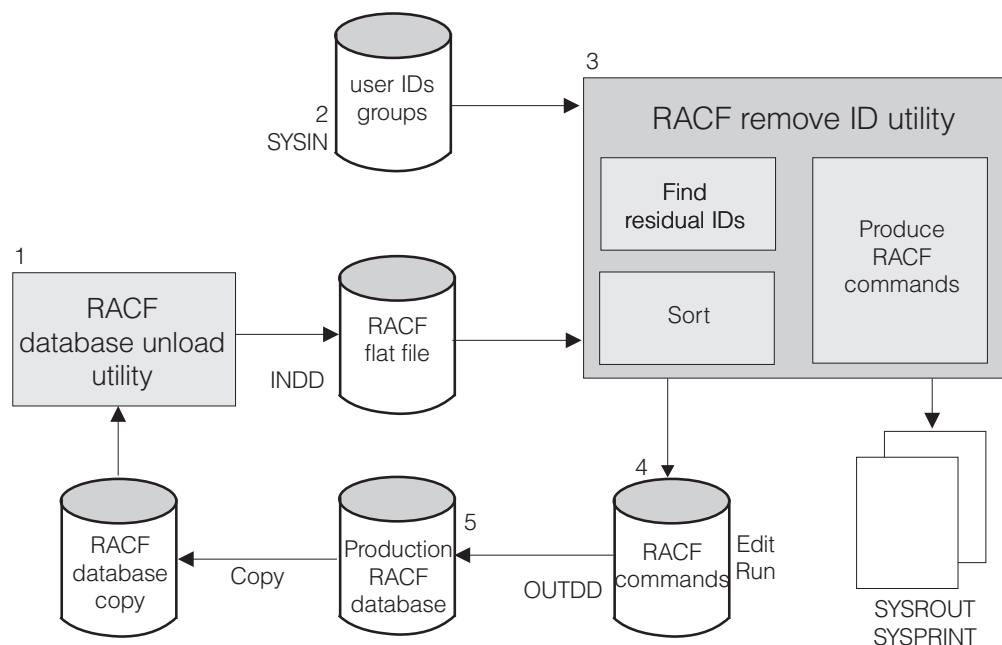 2
SYSIN
user IDs
groups
3
RACF remove ID utility
Find
residual IDs
Sort
Produce
RACF
commands
1
RACF
database unload
utility
INDD
RACF
flat file
RACF
database
copy
Copy
5
Production
RACF
database
OUTDD
4
RACF
commands
Edit
Run
SYSROUT
SYSPRINT